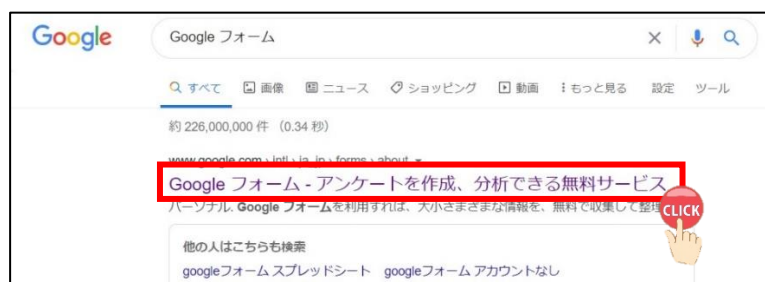 Google
Google フォーム
すべて 画像 ニュース ショッピング 動画 もっと見る 設定 ツール
約 226,000,000 件 (0.34 秒)
www.google.com › intl › ja_jp › forms › about
Google フォーム - アンケートを作成、分析できる無料サービス
パーソナル. Google フォームを利用すれば、大小さまざまな情報を、無料で収集して整理
CLICK
他の人はこちらも検索
googleフォーム スプレッドシート googleフォーム アカウントなし